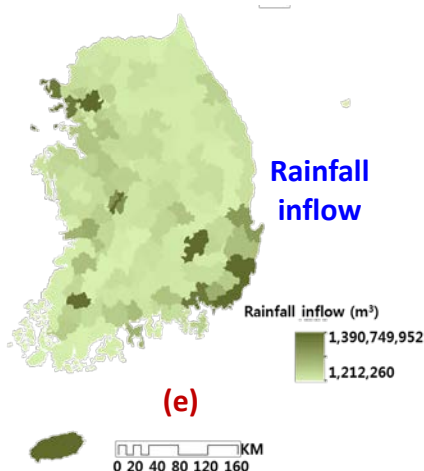 Rainfall
inflow
Rainfall inflow (m³)
1,390,749,952
1,212,260
(e)
KM
0 20 40 80 120 160